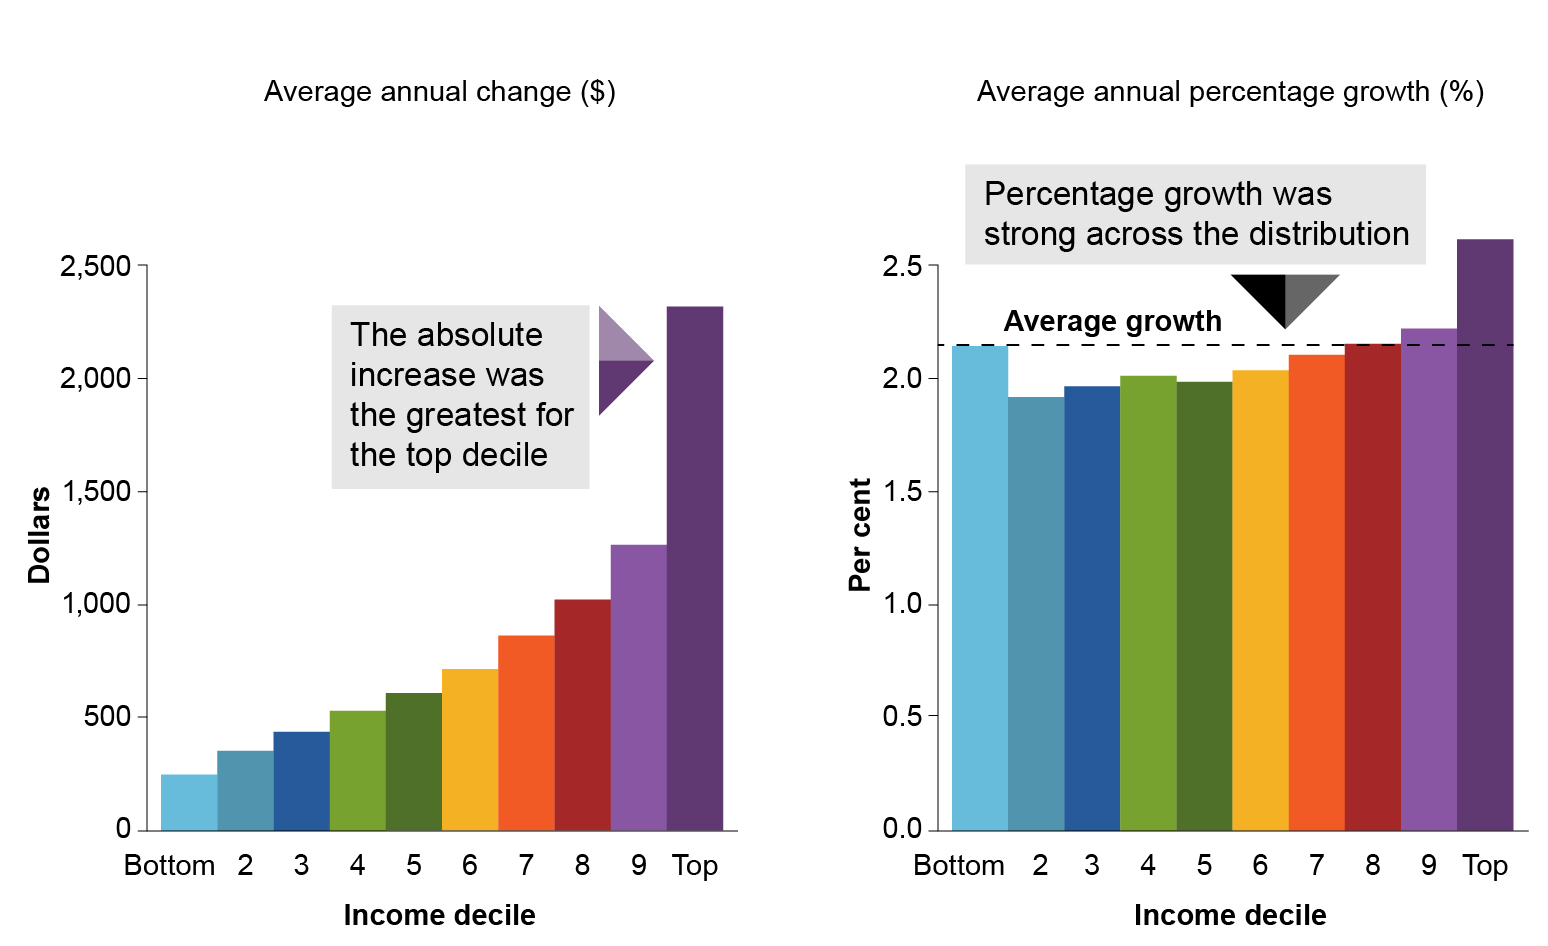 Average annual change ($)
2,500
2,000
1,500
1,000
500
0
Dollars
The absolute
increase was
the greatest for
the top decile
Bottom 2 3 4 5 6 7 8 9 Top
Income decile
Average annual percentage growth (%)
Percentage growth was
strong across the distribution
2.5
2.0
1.5
1.0
0.5
0.0
Per cent
Average growth
Bottom 2 3 4 5 6 7 8 9 Top
Income decile